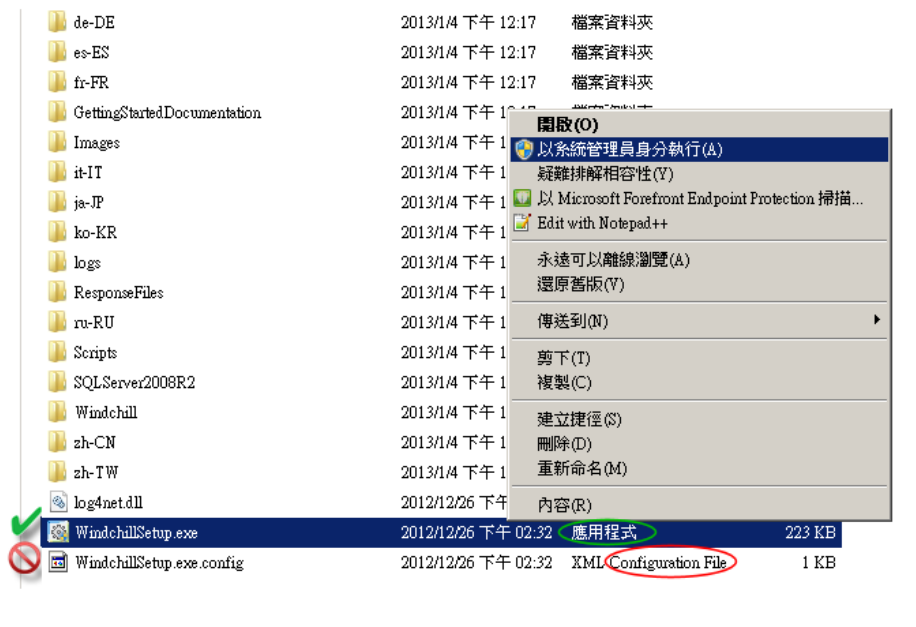 de-DE 2013/1/4 下午 12:17 檔案資料夾
es-ES 2013/1/4 下午 12:17 檔案資料夾
fr-FR 2013/1/4 下午 12:17 檔案資料夾
GettingStartedDocumentation 2013/1/4 下午
Images 2013/1/4 下午 1
it-IT 2013/1/4 下午 1
ja-JP 2013/1/4 下午 1
ko-KR 2013/1/4 下午 1
logs 2013/1/4 下午 1
ResponseFiles 2013/1/4 下午 1
ru-RU 2013/1/4 下午 1
Scripts 2013/1/4 下午 1
SQLServer2008R2 2013/1/4 下午 1
Windchill 2013/1/4 下午 1
zh-CN 2013/1/4 下午 1
zh-TW 2013/1/4 下午 1
log4net.dll 2012/12/26 下午
WindchillSetup.exe 2012/12/26 下午 02:32 應用程式 223 KB
WindchillSetup.exe.config 2012/12/26 下午 02:32 XML Configuration File 1 KB
開啟(O)
以系統管理員身分執行(A)
疑難排解相容性(Y)
以 Microsoft Forefront Endpoint Protection 掃描...
Edit with Notepad++
永遠可以離線瀏覽(A)
還原舊版(V)
傳送到(N)
剪下(T)
複製(C)
建立捷徑(S)
刪除(D)
重新命名(M)
內容(R)